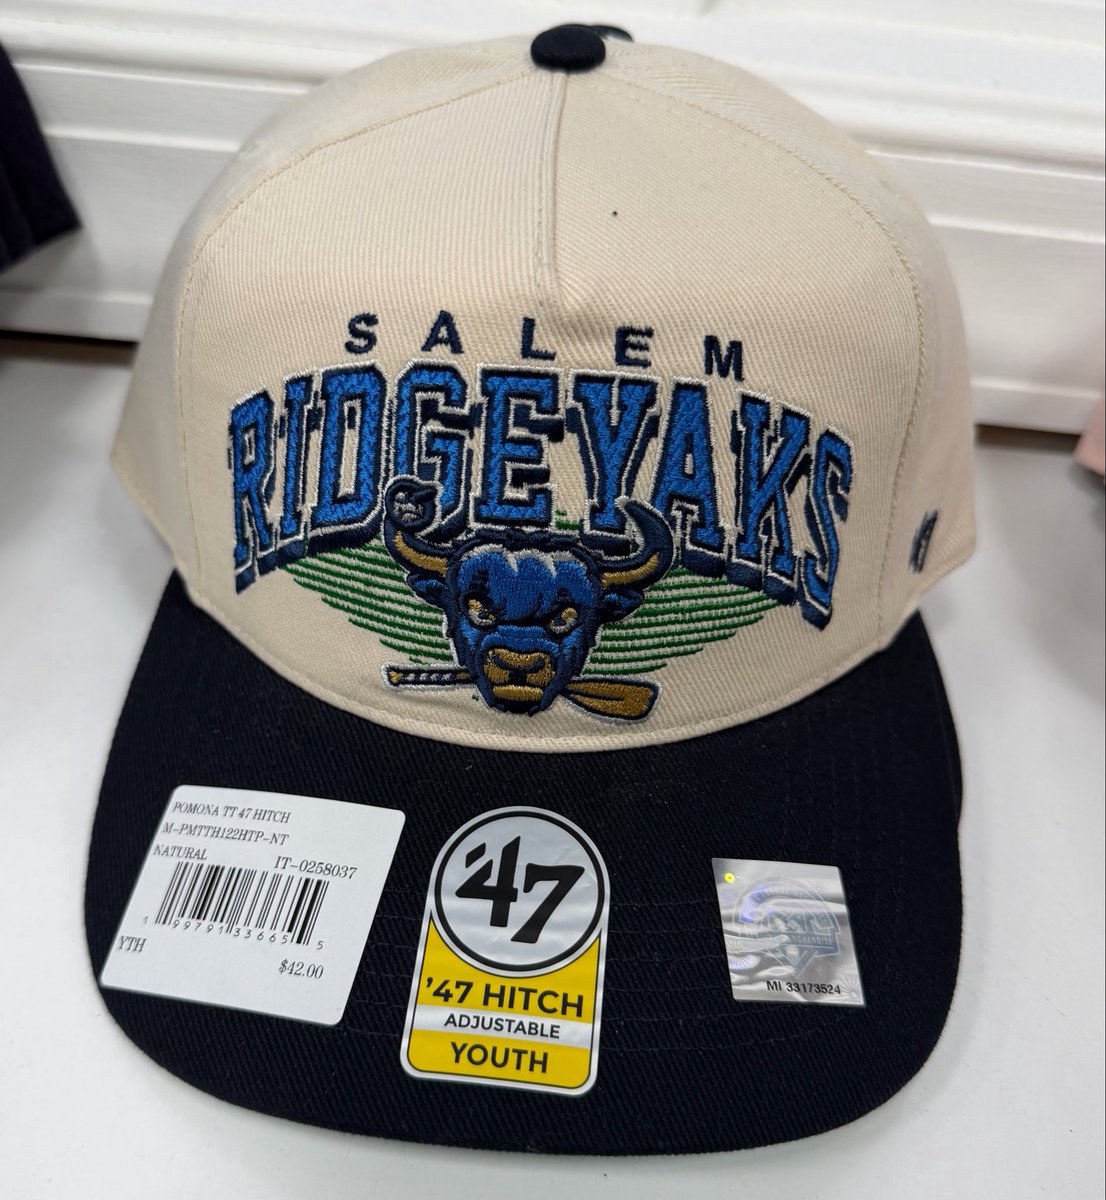 SALEM
RIDGEYAKS
POMONA TT 47 HITCH
M-PMTTH122HTP-NT
NATURAL IT-0258037
1 99791 33665 5
YTH
$42.00
'47
'47 HITCH
ADJUSTABLE
YOUTH
MI 33173524